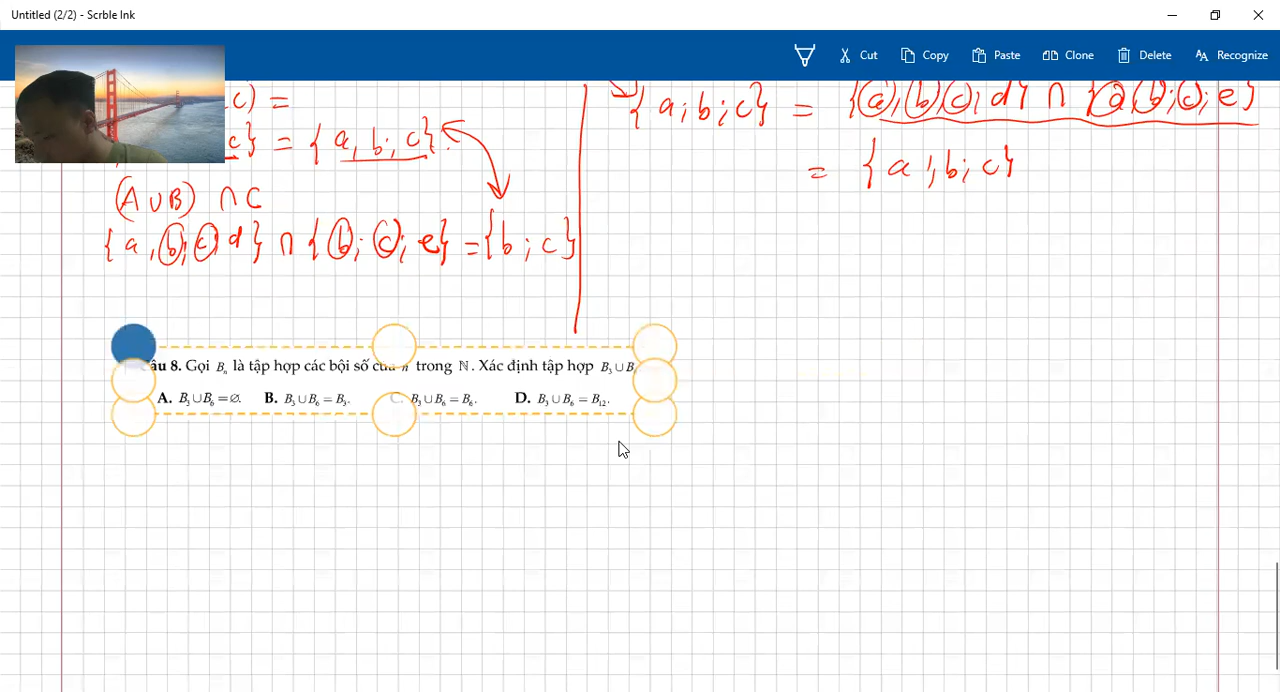 Untitled (2/2) - Scrble Ink
Cut Copy Paste Clone Delete Recognize
c) =
c} = { a, b; c}
(A ∪ B) ∩ C
{ a, b; c; d } ∩ { b; c; e } = { b ; c }
{ a; b; c } = { a; b; c; d } ∩ { a; b; c; e }
= { a ; b; c }
âu 8. Gọi Bₙ là tập hợp các bội số của n trong ℕ. Xác định tập hợp B₃ ∪ B
A. B₃ ∪ B₆ = ∅. B. B₃ ∪ B₆ = B₃. C. B₃ ∪ B₆ = B₆. D. B₃ ∪ B₆ = B₁₂.